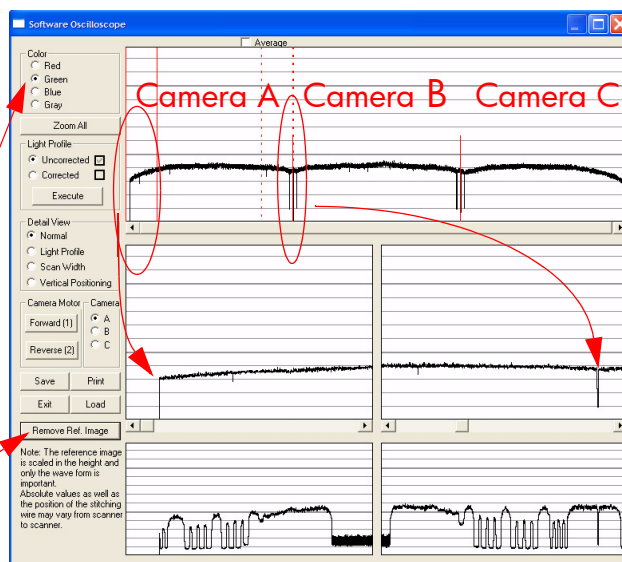 Software Oscilloscope
Average
Color
Red
Green
Blue
Gray
Camera A
Camera B
Camera C
Zoom All
Light Profile
Uncorrected
Corrected
Execute
Detail View
Normal
Light Profile
Scan Width
Vertical Positioning
Camera Motor
Camera
Forward (1)
A
B
Reverse (2)
C
Save
Print
Exit
Load
Remove Ref. Image
Note: The reference image
is scaled in the height and
only the wave form is
important.
Absolute values as well as
the position of the stitching
wire may vary from scanner
to scanner.